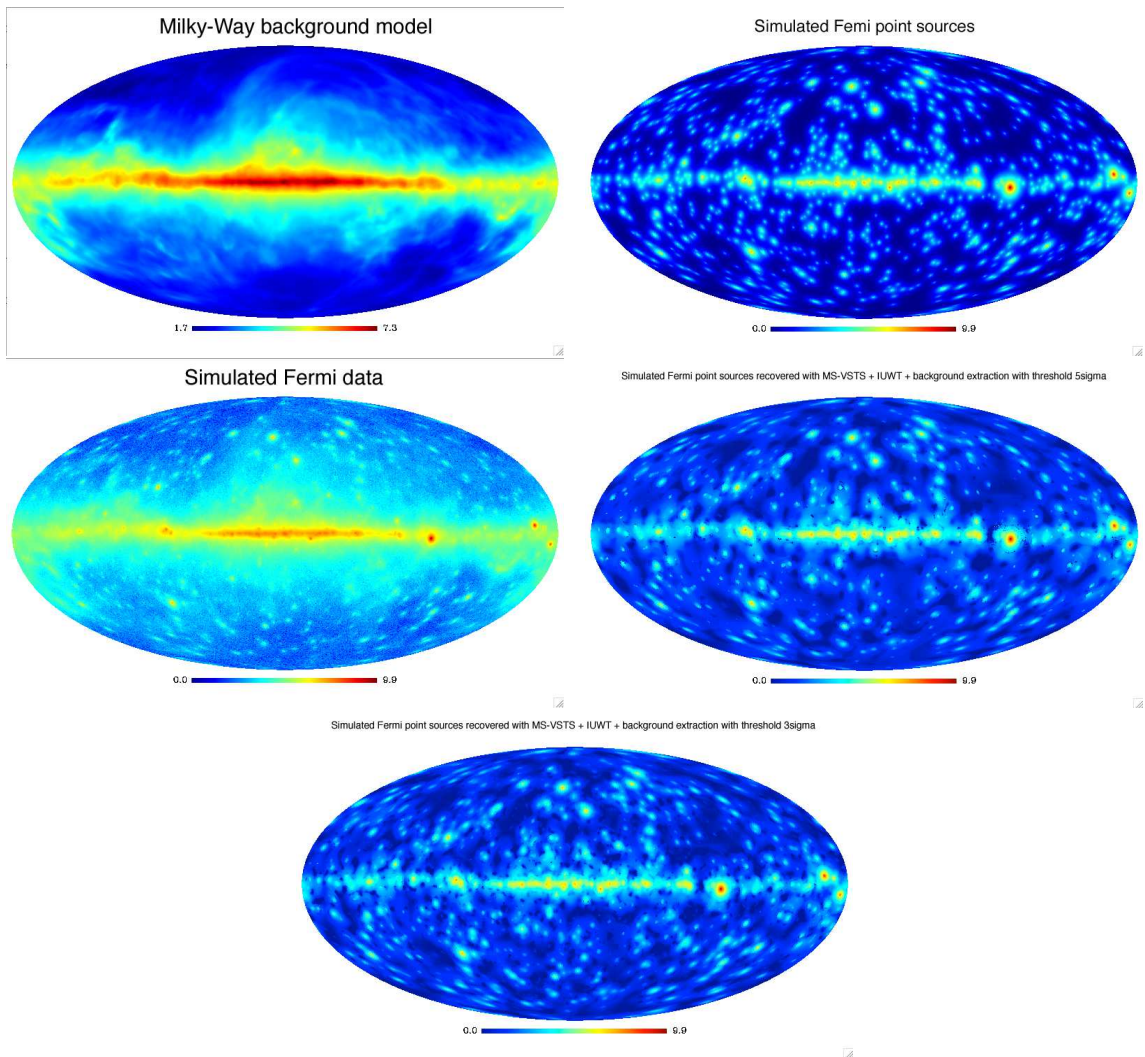 Milky-Way background model
1.7 7.3
Simulated Femi point sources
0.0 9.9
Simulated Fermi data
0.0 9.9
Simulated Fermi point sources recovered with MS-VSTS + IUWT + background extraction with threshold 5sigma
0.0 9.9
Simulated Fermi point sources recovered with MS-VSTS + IUWT + background extraction with threshold 3sigma
0.0 9.9